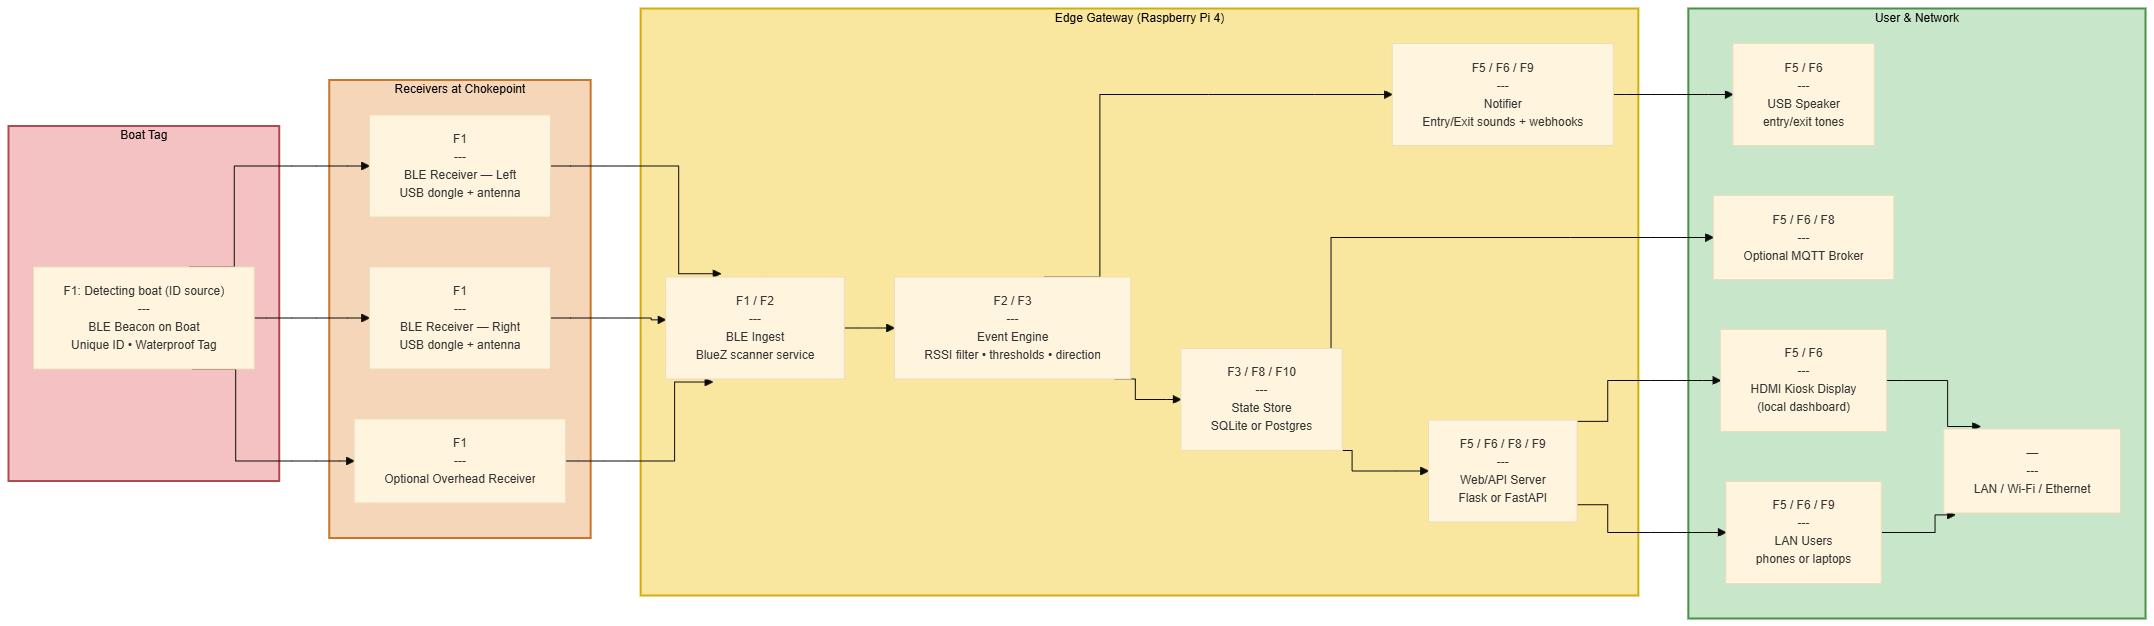 Boat Tag
F1: Detecting boat (ID source)
---
BLE Beacon on Boat
Unique ID • Waterproof Tag
Receivers at Chokepoint
F1
---
BLE Receiver — Left
USB dongle + antenna
F1
---
BLE Receiver — Right
USB dongle + antenna
F1
---
Optional Overhead Receiver
Edge Gateway (Raspberry Pi 4)
F1 / F2
---
BLE Ingest
BlueZ scanner service
F2 / F3
---
Event Engine
RSSI filter • thresholds • direction
F3 / F8 / F10
---
State Store
SQLite or Postgres
F5 / F6 / F9
---
Notifier
Entry/Exit sounds + webhooks
F5 / F6 / F8 / F9
---
Web/API Server
Flask or FastAPI
User & Network
F5 / F6
---
USB Speaker
entry/exit tones
F5 / F6 / F8
---
Optional MQTT Broker
F5 / F6
---
HDMI Kiosk Display
(local dashboard)
F5 / F6 / F9
---
LAN Users
phones or laptops
—
---
LAN / Wi-Fi / Ethernet